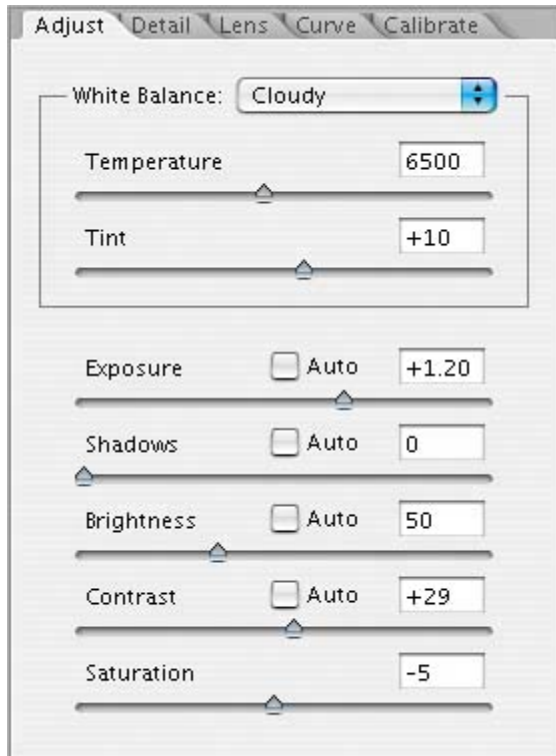 Adjust Detail Lens Curve Calibrate
White Balance: Cloudy
Temperature 6500
Tint +10
Exposure Auto +1.20
Shadows Auto 0
Brightness Auto 50
Contrast Auto +29
Saturation -5